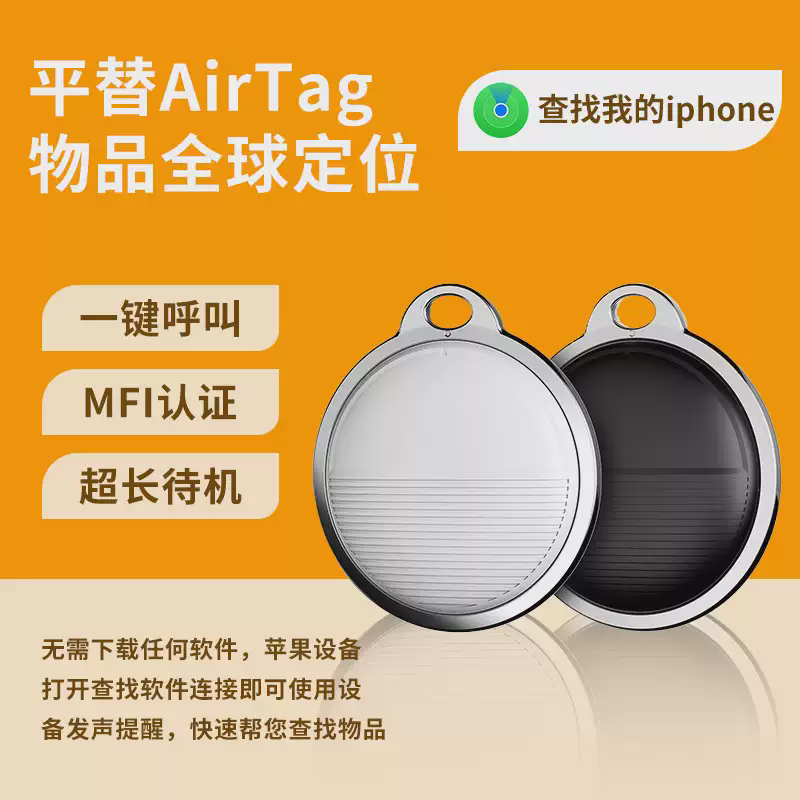 平替AirTag
物品全球定位
查找我的iphone
一键呼叫
MFI认证
超长待机
无需下载任何软件，苹果设备
打开查找软件连接即可使用设
备发声提醒，快速帮您查找物品